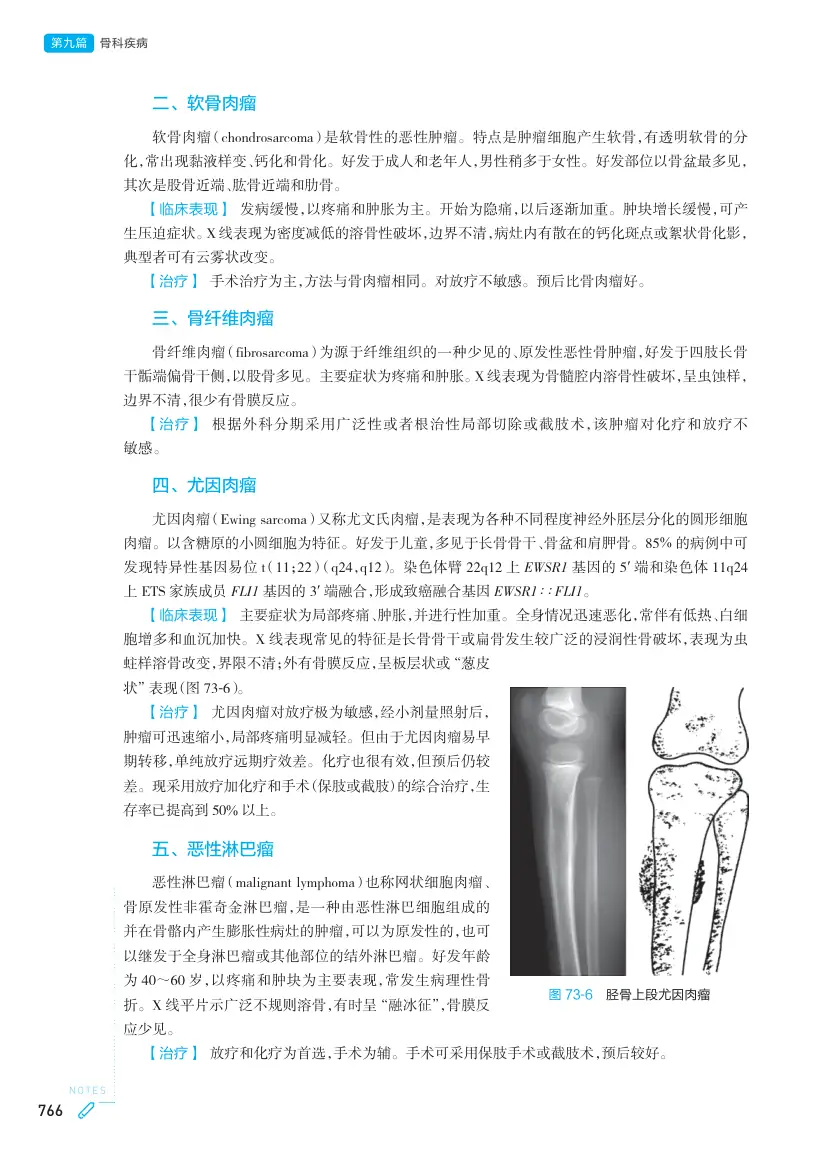 第九篇 骨科疾病
二、软骨肉瘤
软骨肉瘤（chondrosarcoma）是软骨性的恶性肿瘤。特点是肿瘤细胞产生软骨，有透明软骨的分
化，常出现黏液样变、钙化和骨化。好发于成人和老年人，男性稍多于女性。好发部位以骨盆最多见，
其次是股骨近端、肱骨近端和肋骨。
【临床表现】 发病缓慢，以疼痛和肿胀为主。开始为隐痛，以后逐渐加重。肿块增长缓慢，可产
生压迫症状。X线表现为密度减低的溶骨性破坏，边界不清，病灶内有散在的钙化斑点或絮状骨化影，
典型者可有云雾状改变。
【治疗】 手术治疗为主，方法与骨肉瘤相同。对放疗不敏感。预后比骨肉瘤好。
三、骨纤维肉瘤
骨纤维肉瘤（fibrosarcoma）为源于纤维组织的一种少见的、原发性恶性骨肿瘤，好发于四肢长骨
干骺端偏骨干侧，以股骨多见。主要症状为疼痛和肿胀。X线表现为骨髓腔内溶骨性破坏，呈虫蚀样，
边界不清，很少有骨膜反应。
【治疗】 根据外科分期采用广泛性或者根治性局部切除或截肢术，该肿瘤对化疗和放疗不
敏感。
四、尤因肉瘤
尤因肉瘤（Ewing sarcoma）又称尤文氏肉瘤，是表现为各种不同程度神经外胚层分化的圆形细胞
肉瘤。以含糖原的小圆细胞为特征。好发于儿童，多见于长骨骨干、骨盆和肩胛骨。85% 的病例中可
发现特异性基因易位 t（11；22）（q24，q12）。染色体臂 22q12 上 EWSR1 基因的 5′ 端和染色体 11q24
上 ETS 家族成员 FLI1 基因的 3′ 端融合，形成致癌融合基因 EWSR1∷FLI1。
【临床表现】 主要症状为局部疼痛、肿胀，并进行性加重。全身情况迅速恶化，常伴有低热、白细
胞增多和血沉加快。X 线表现常见的特征是长骨骨干或扁骨发生较广泛的浸润性骨破坏，表现为虫
蛀样溶骨改变，界限不清；外有骨膜反应，呈板层状或“葱皮
状”表现（图 73-6）。
【治疗】 尤因肉瘤对放疗极为敏感，经小剂量照射后，
肿瘤可迅速缩小，局部疼痛明显减轻。但由于尤因肉瘤易早
期转移，单纯放疗远期疗效差。化疗也很有效，但预后仍较
差。现采用放疗加化疗和手术（保肢或截肢）的综合治疗，生
存率已提高到 50% 以上。
五、恶性淋巴瘤
恶性淋巴瘤（malignant lymphoma）也称网状细胞肉瘤、
骨原发性非霍奇金淋巴瘤，是一种由恶性淋巴细胞组成的
并在骨骼内产生膨胀性病灶的肿瘤，可以为原发性的，也可
以继发于全身淋巴瘤或其他部位的结外淋巴瘤。好发年龄
为 40～60 岁，以疼痛和肿块为主要表现，常发生病理性骨
折。X 线平片示广泛不规则溶骨，有时呈“融冰征”，骨膜反
应少见。
图 73-6 胫骨上段尤因肉瘤
【治疗】 放疗和化疗为首选，手术为辅。手术可采用保肢手术或截肢术，预后较好。
NOTES
766